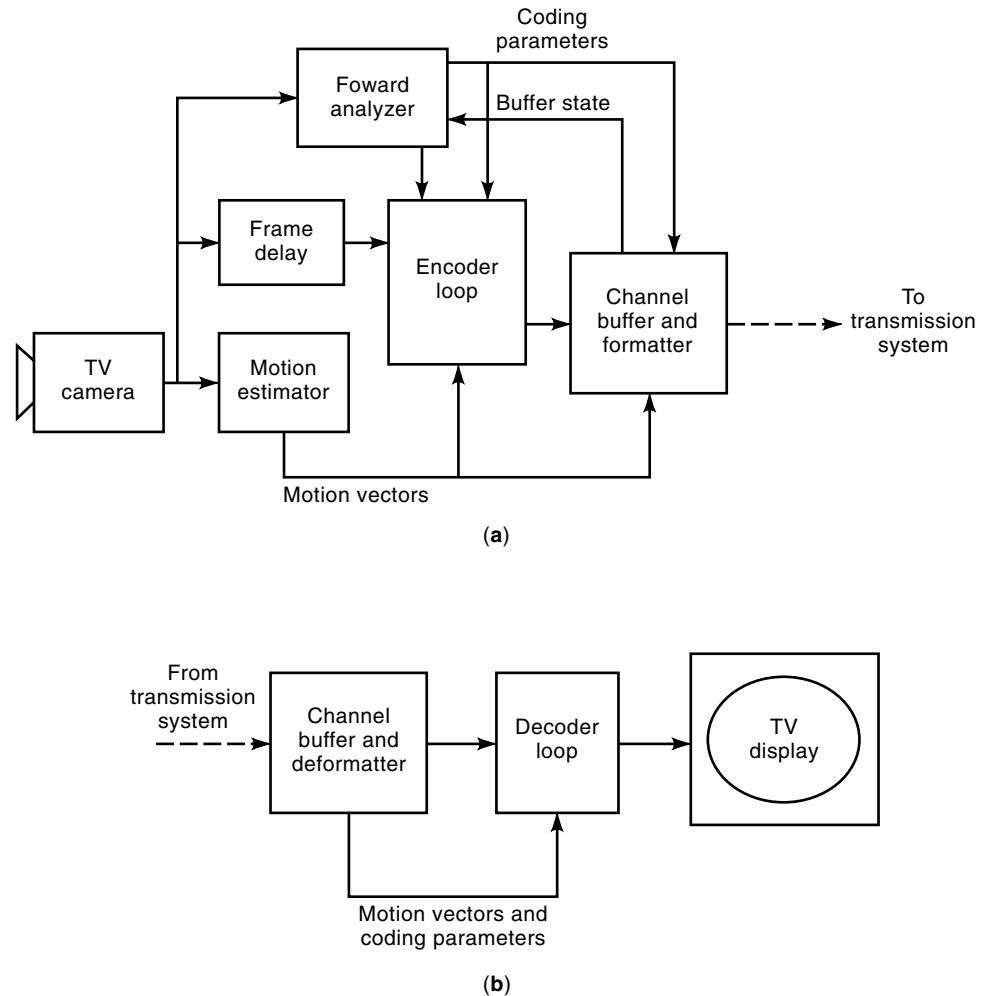 Coding
parameters
Foward
analyzer
Buffer state
Frame
delay
Encoder
loop
Channel
buffer and
formatter
To
transmission
system
TV
camera
Motion
estimator
Motion vectors
(a)
From
transmission
system
Channel
buffer and
deformatter
Decoder
loop
TV
display
Motion vectors and
coding parameters
(b)